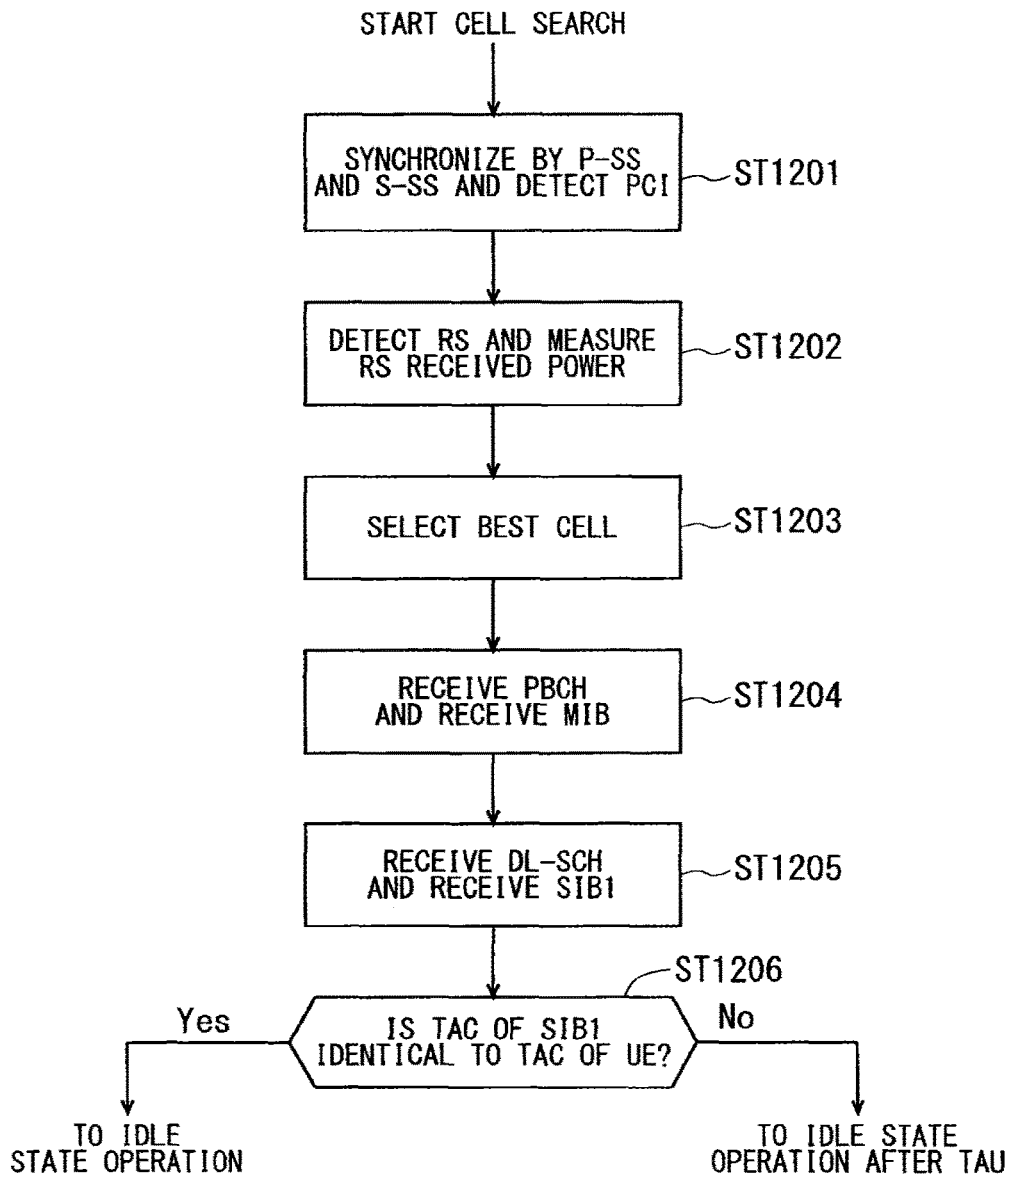 START CELL SEARCH
SYNCHRONIZE BY P-SS
AND S-SS AND DETECT PCI
ST1201
DETECT RS AND MEASURE
RS RECEIVED POWER
ST1202
SELECT BEST CELL
ST1203
RECEIVE PBCH
AND RECEIVE MIB
ST1204
RECEIVE DL-SCH
AND RECEIVE SIB1
ST1205
ST1206
Yes
IS TAC OF SIB1
IDENTICAL TO TAC OF UE?
No
TO IDLE
STATE OPERATION
TO IDLE STATE
OPERATION AFTER TAU